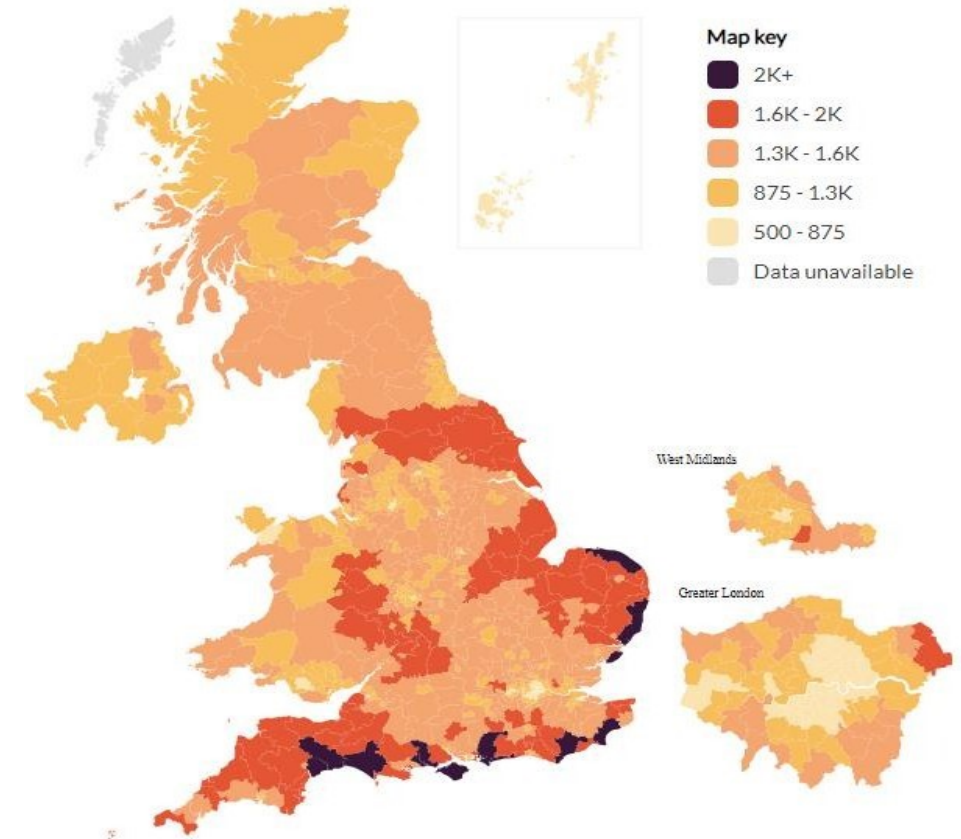 Map key
2K+
1.6K - 2K
1.3K - 1.6K
875 - 1.3K
500 - 875
Data unavailable
West Midlands
Greater London